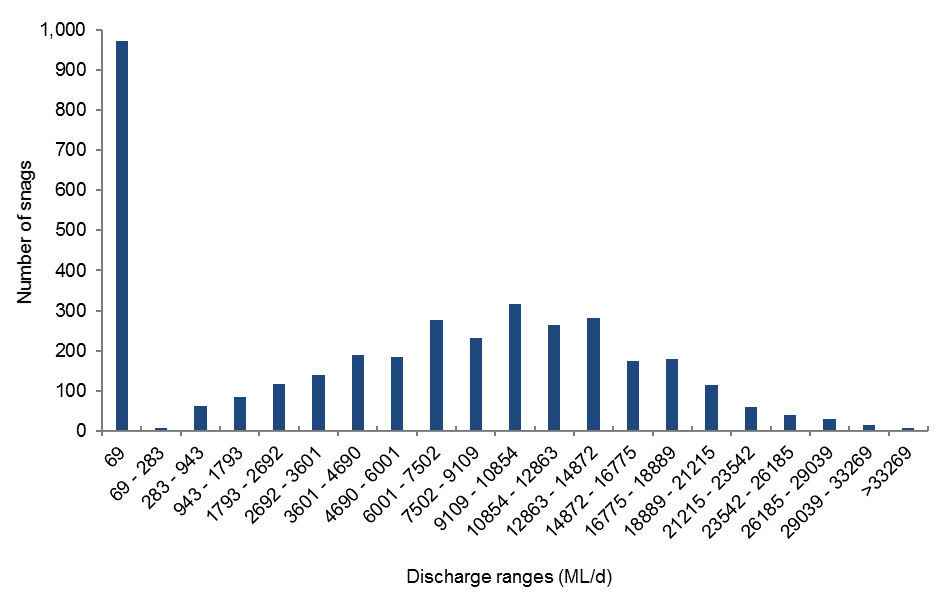 1,000
900
800
700
600
500
400
300
200
100
0
Number of snags
69
69 - 283
283 - 943
943 - 1793
1793 - 2692
2692 - 3601
3601 - 4690
4690 - 6001
6001 - 7502
7502 - 9109
9109 - 10854
10854 - 12863
12863 - 14872
14872 - 16775
16775 - 18889
18889 - 21215
21215 - 23542
23542 - 26185
26185 - 29039
29039 - 33269
>33269
Discharge ranges (ML/d)